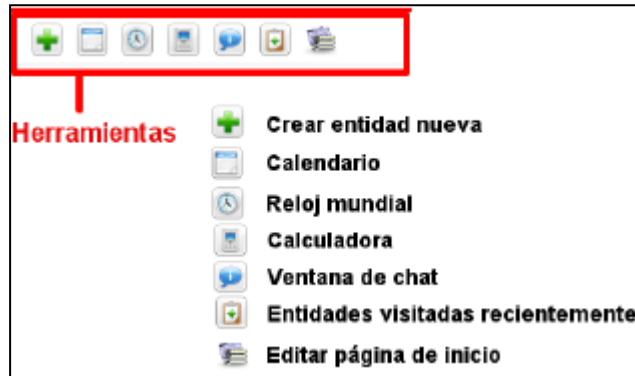 Herramientas
Crear entidad nueva
Calendario
Reloj mundial
Calculadora
Ventana de chat
Entidades visitadas recientemente
Editar página de inicio